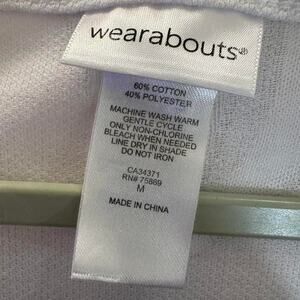 wearabouts®
60% COTTON
40% POLYESTER
MACHINE WASH WARM
GENTLE CYCLE
ONLY NON-CHLORINE
BLEACH WHEN NEEDED
LINE DRY IN SHADE
DO NOT IRON
CA34371
RN# 75869
M
MADE IN CHINA